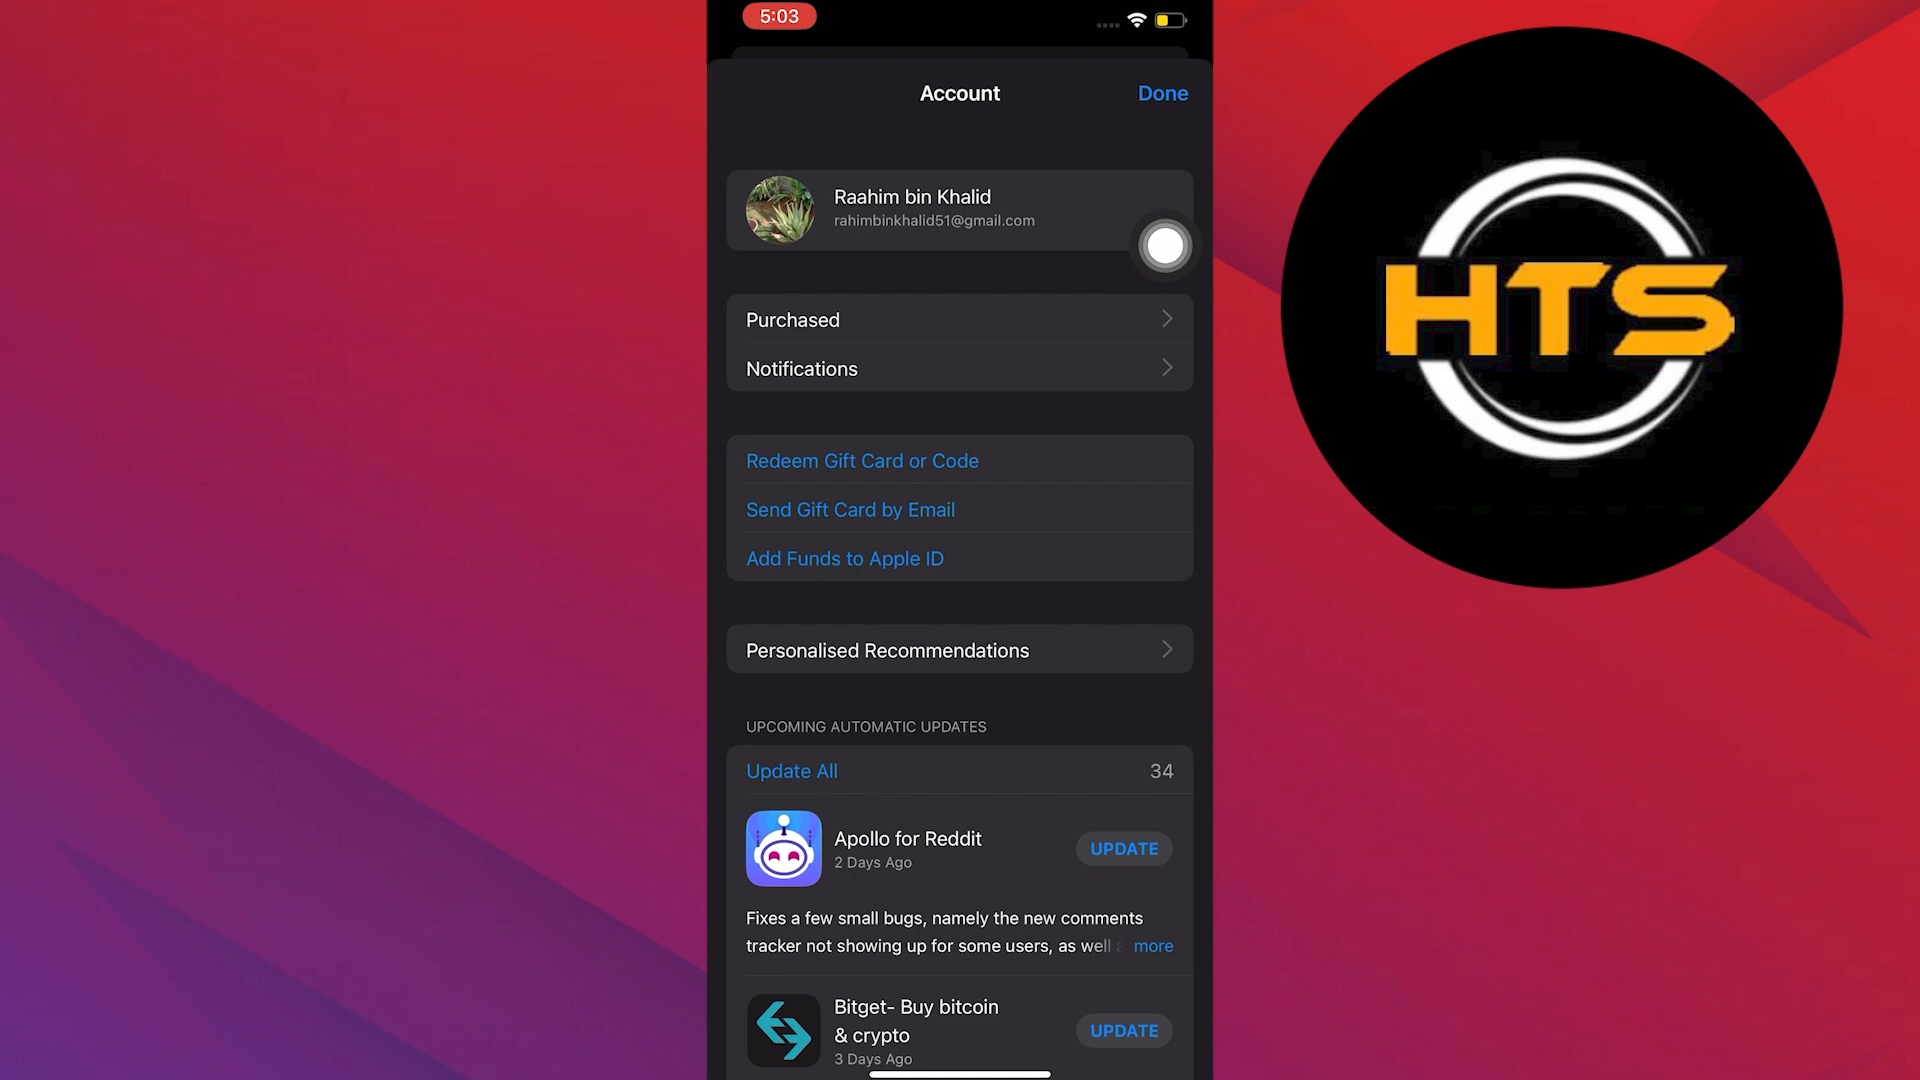 5:03
Account
Done
Raahim bin Khalid
rahimbinkhalid51@gmail.com
Purchased
Notifications
Redeem Gift Card or Code
Send Gift Card by Email
Add Funds to Apple ID
Personalised Recommendations
UPCOMING AUTOMATIC UPDATES
Update All
34
Apollo for Reddit
2 Days Ago
UPDATE
Fixes a few small bugs, namely the new comments
tracker not showing up for some users, as well a more
Bitget- Buy bitcoin
& crypto
3 Days Ago
UPDATE
HTS